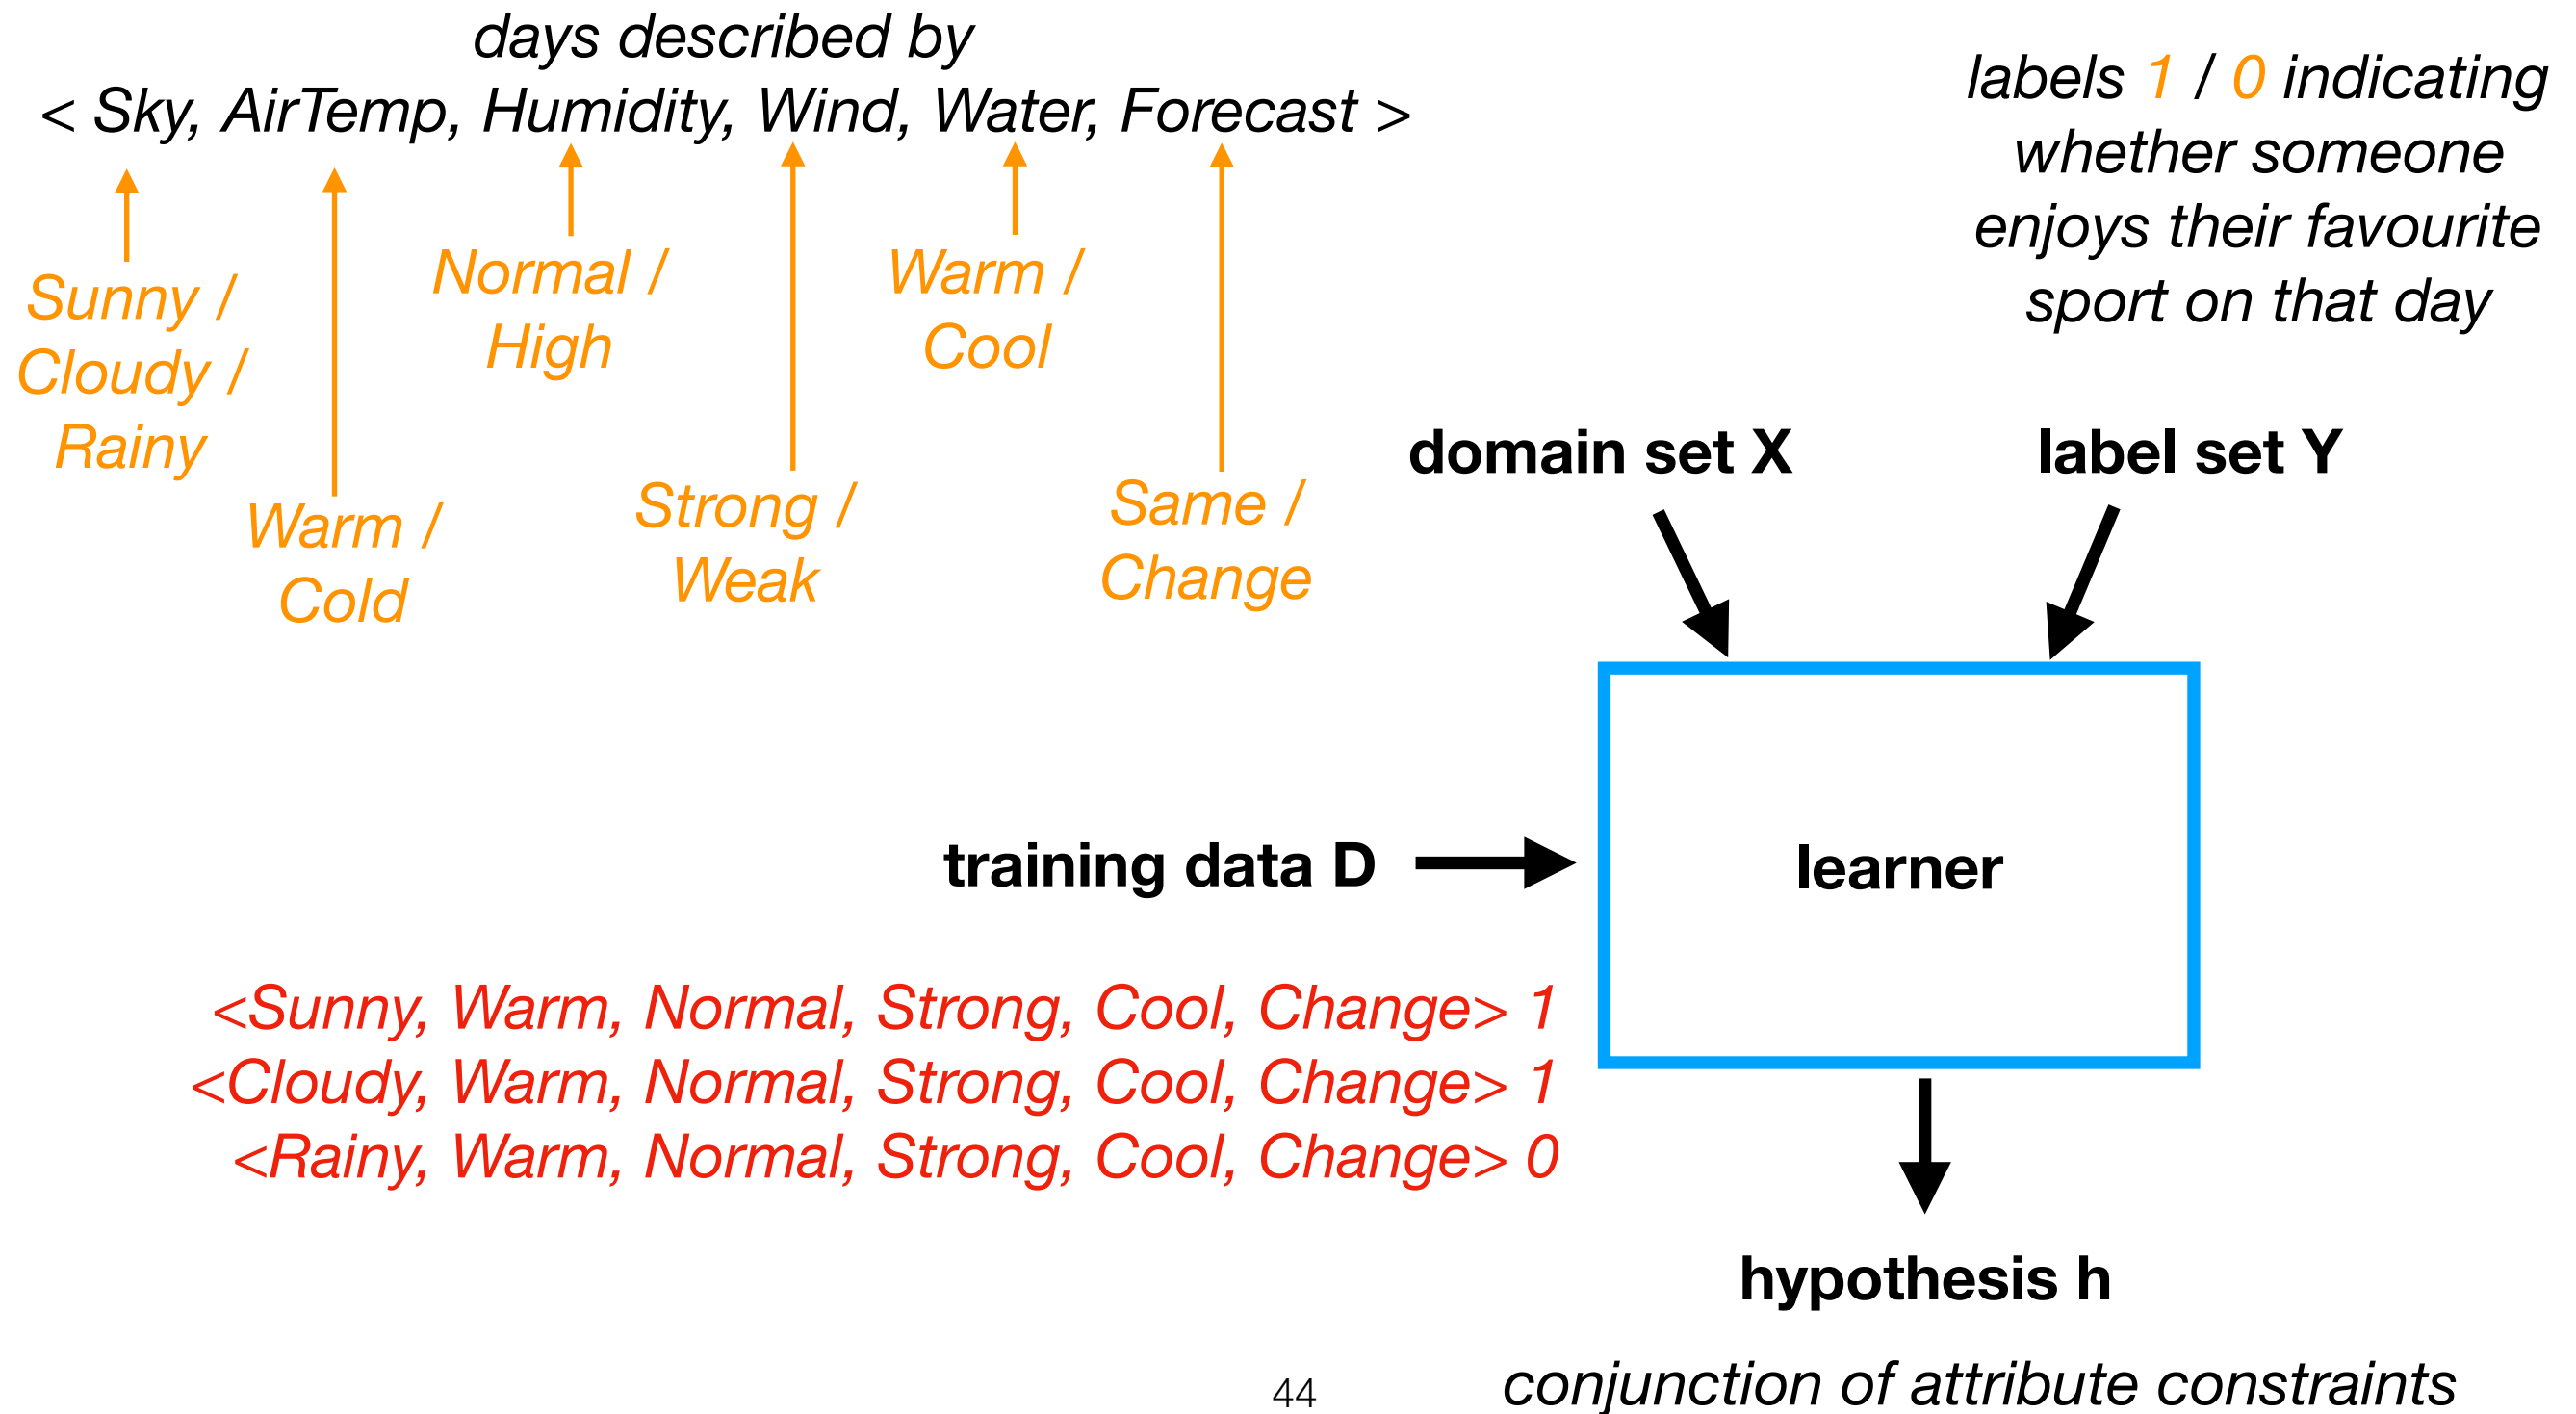 days described by
< Sky, AirTemp, Humidity, Wind, Water, Forecast >
Sunny /
Cloudy /
Rainy
Warm /
Cold
Normal /
High
Strong /
Weak
Warm /
Cool
Same /
Change
labels 1 / 0 indicating
whether someone
enjoys their favourite
sport on that day
domain set X
label set Y
training data D
learner
<Sunny, Warm, Normal, Strong, Cool, Change> 1
<Cloudy, Warm, Normal, Strong, Cool, Change> 1
<Rainy, Warm, Normal, Strong, Cool, Change> 0
hypothesis h
conjunction of attribute constraints
44